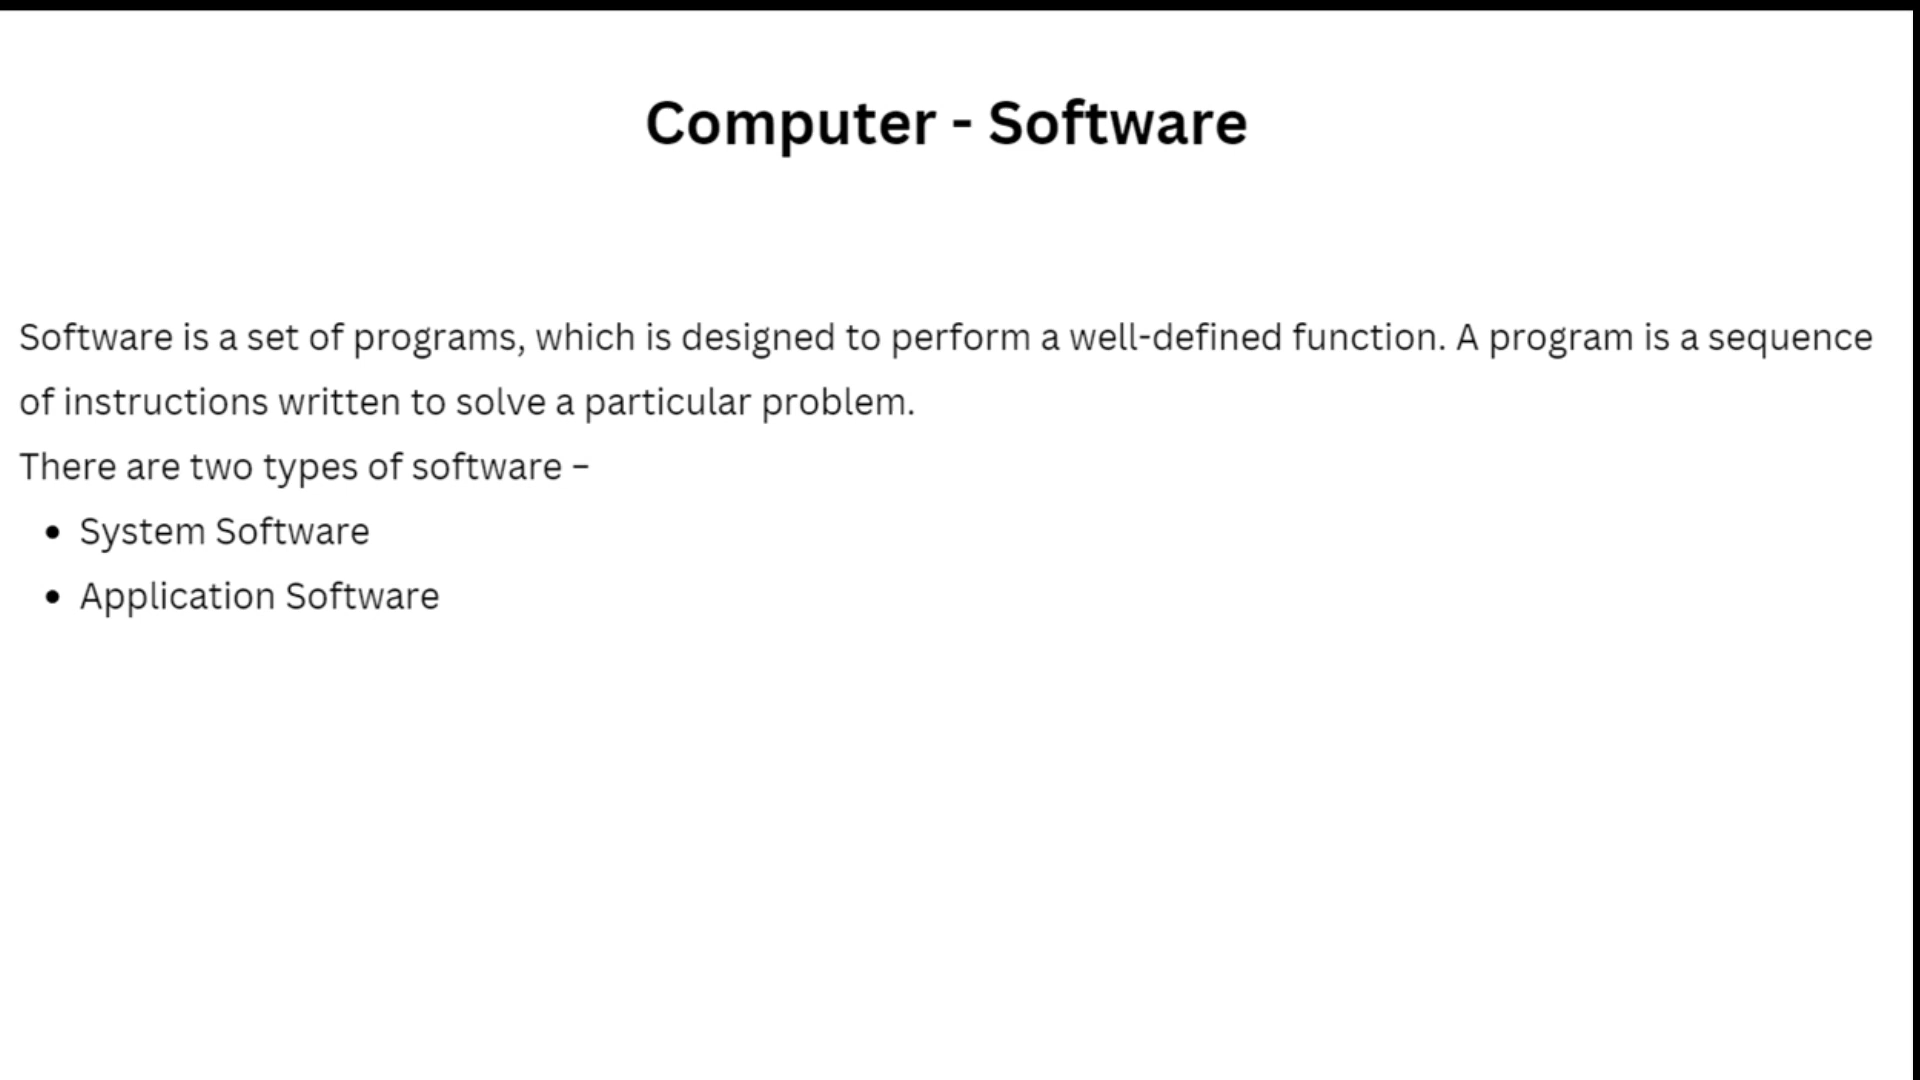 Computer - Software
Software is a set of programs, which is designed to perform a well-defined function. A program is a sequence
of instructions written to solve a particular problem.
There are two types of software −
• System Software
• Application Software